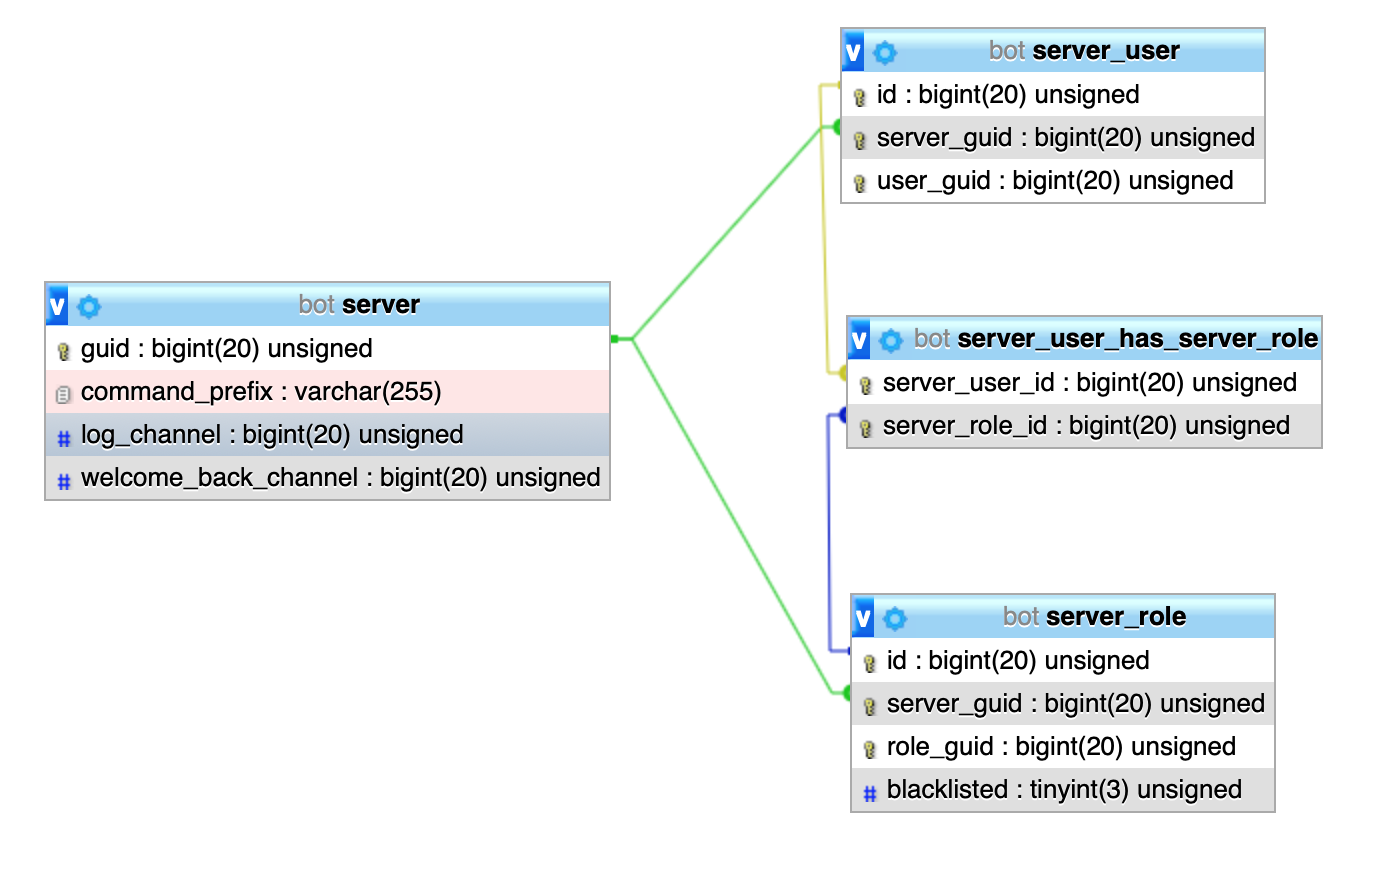 v bot server_user
id : bigint(20) unsigned
server_guid : bigint(20) unsigned
user_guid : bigint(20) unsigned
v bot server
guid : bigint(20) unsigned
command_prefix : varchar(255)
# log_channel : bigint(20) unsigned
# welcome_back_channel : bigint(20) unsigned
v bot server_user_has_server_role
server_user_id : bigint(20) unsigned
server_role_id : bigint(20) unsigned
v bot server_role
id : bigint(20) unsigned
server_guid : bigint(20) unsigned
role_guid : bigint(20) unsigned
# blacklisted : tinyint(3) unsigned